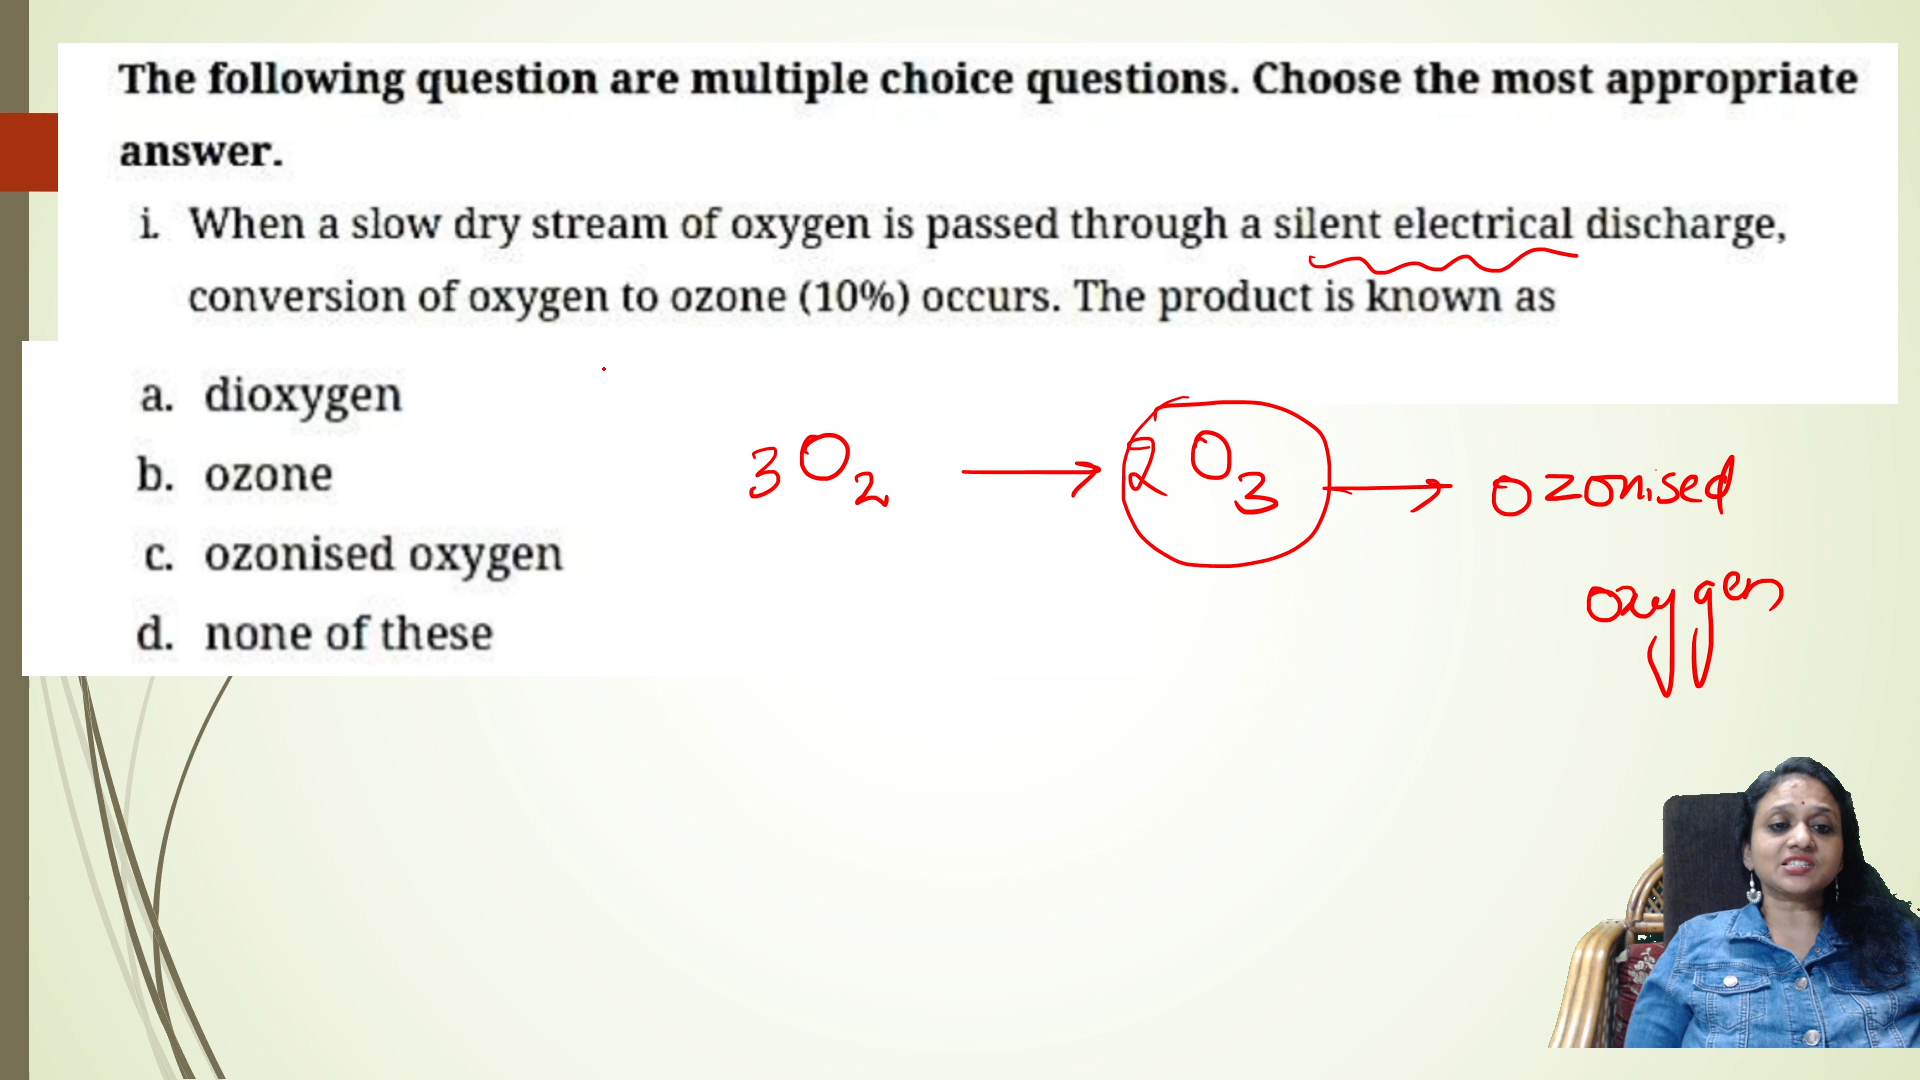 The following question are multiple choice questions. Choose the most appropriate
answer.
i. When a slow dry stream of oxygen is passed through a silent electrical discharge,
conversion of oxygen to ozone (10%) occurs. The product is known as
a. dioxygen
b. ozone
c. ozonised oxygen
d. none of these
3O₂ → 2O₃ → ozonised
oxygen